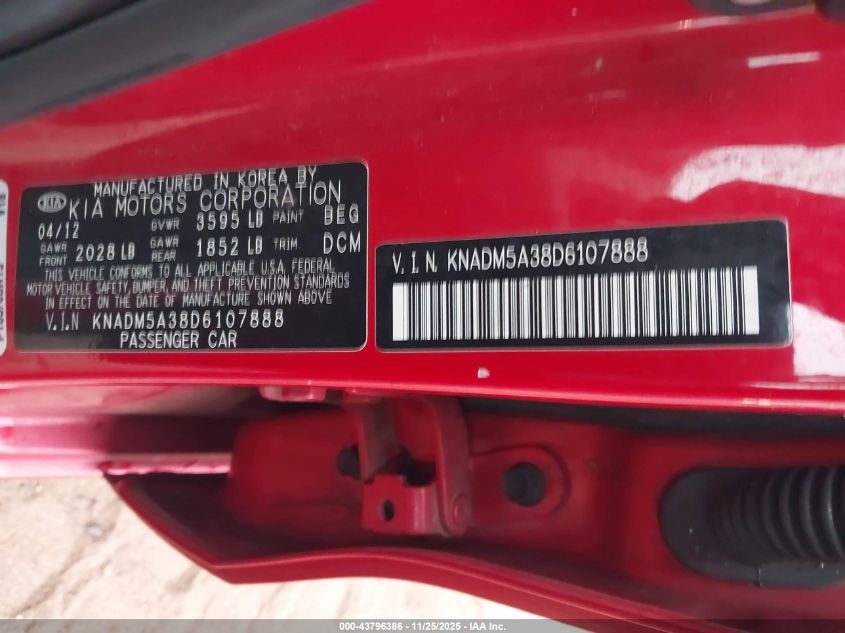 MANUFACTURED IN KOREA BY
KIA KIA MOTORS CORPORATION
04/12 GVWR 3595 LB PAINT BEG
GAWR FRONT 2028 LB GAWR REAR 1852 LB TRIM. DCM
THIS VEHICLE CONFORMS TO ALL APPLICABLE U.S.A. FEDERAL
MOTOR VEHICLE SAFETY, BUMPER, AND THEFT PREVENTION STANDARDS
IN EFFECT ON THE DATE OF MANUFACTURE SHOWN ABOVE
V.I.N KNADM5A38D6107888
PASSENGER CAR
V.I.N. KNADM5A38D6107888
000-43796386 - 11/25/2025 - IAA, Inc.